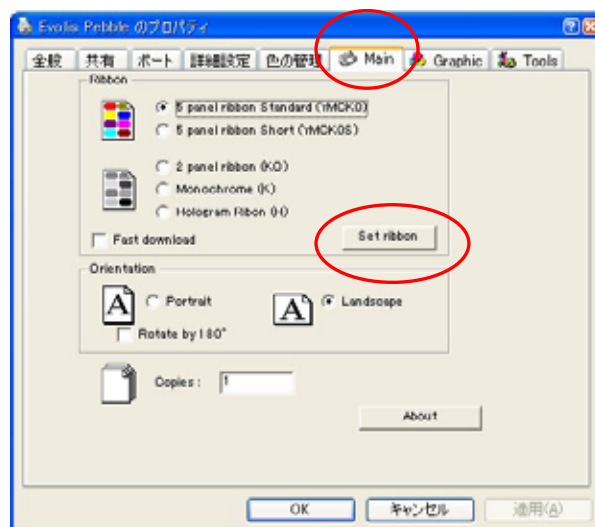 Evolis Pebble のプロパティ
全般 共有 ポート 詳細設定 色の管理 Main Graphic Tools
Ribbon
5 panel ribbon Standard (YMCKO)
5 panel ribbon Short (YMCKOS)
2 panel ribbon (KO)
Monochrome (K)
Hologram Ribon (H)
Fast download Set ribbon
Orientation
A Portrait A Landscape
Rotate by 180°
Copies : 1
About
OK キャンセル 適用(A)